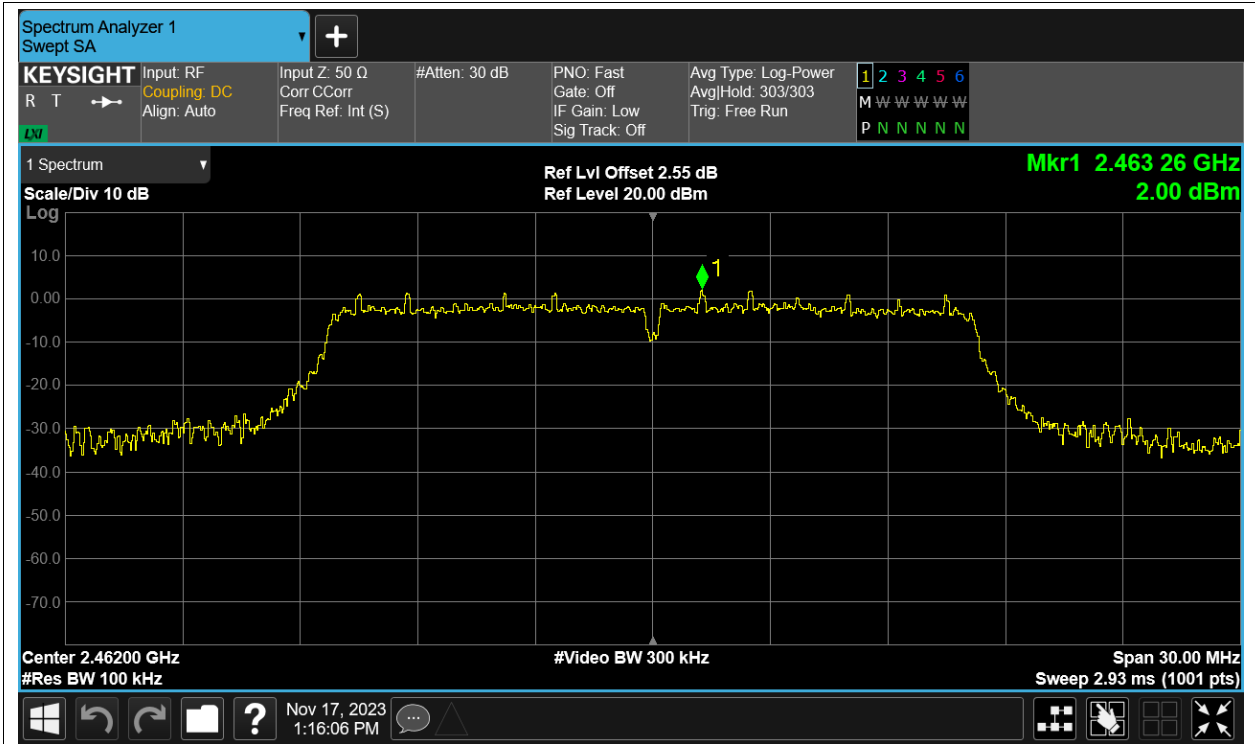 Spectrum Analyzer 1
Swept SA
+
KEYSIGHT
R T
LXI
Input: RF
Coupling: DC
Align: Auto
Input Z: 50 Ω
Corr CCorr
Freq Ref: Int (S)
#Atten: 30 dB
PNO: Fast
Gate: Off
IF Gain: Low
Sig Track: Off
Avg Type: Log-Power
Avg|Hold: 303/303
Trig: Free Run
1 2 3 4 5 6
M W W W W W
P N N N N N
1 Spectrum
Scale/Div 10 dB
Log
Ref Lvl Offset 2.55 dB
Ref Level 20.00 dBm
Mkr1 2.463 26 GHz
2.00 dBm
1
10.0
0.00
-10.0
-20.0
-30.0
-40.0
-50.0
-60.0
-70.0
Center 2.46200 GHz
#Res BW 100 kHz
#Video BW 300 kHz
Span 30.00 MHz
Sweep 2.93 ms (1001 pts)
?
Nov 17, 2023
1:16:06 PM